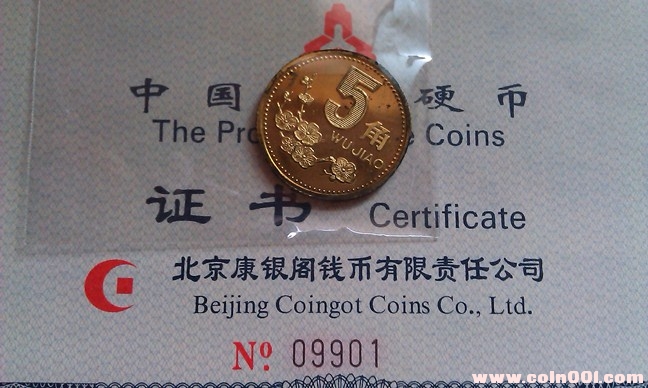 中国 硬币
The Pro e Coins
5角
WU JIAO
证书 Certificate
北京康银阁钱币有限责任公司
Beijing Coingot Coins Co., Ltd.
Nº 09901
www.coin001.com